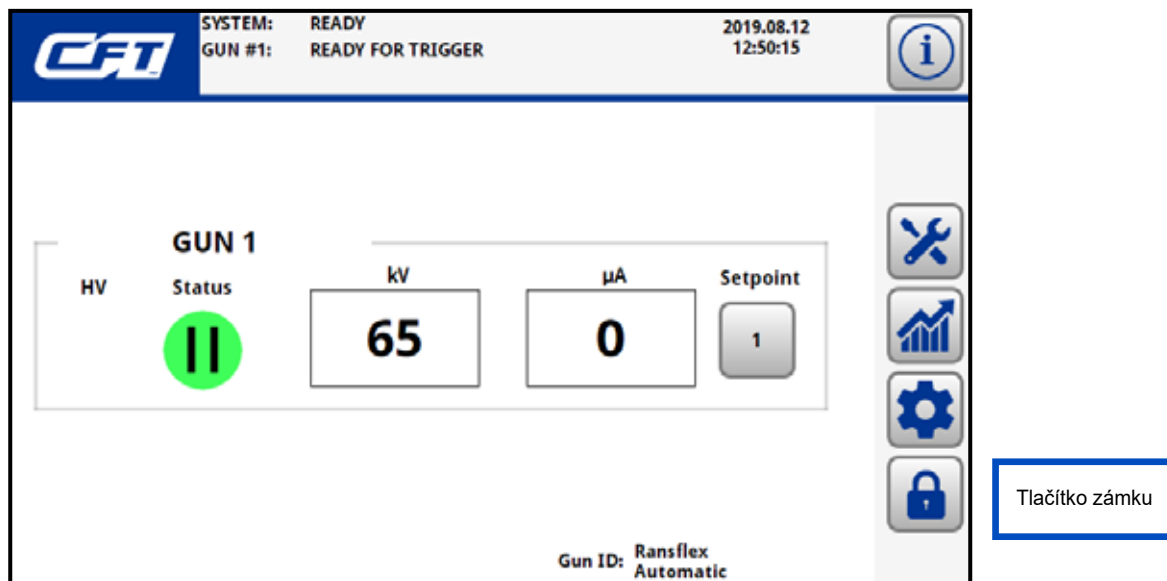 CFT
SYSTEM: READY
GUN #1: READY FOR TRIGGER
2019.08.12
12:50:15
i
GUN 1
HV Status kV µA Setpoint
65 0 1
Tlačítko zámku
Gun ID: Ransflex
Automatic